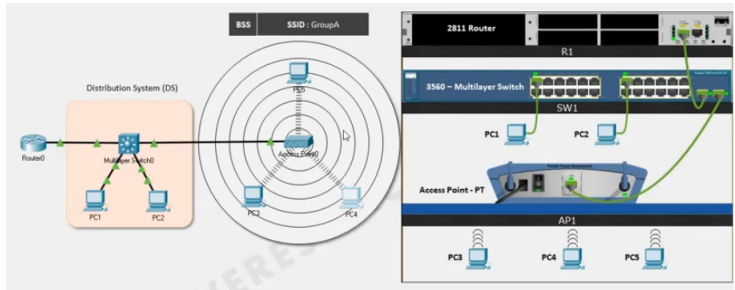 BSS
SSID : GroupA
Distribution System (DS)
PC5
Router0
Multilayer Switch0
Access Point0
PC1
PC2
PC3
PC4
2811 Router
R1
3560 – Multilayer Switch
SW1
PC1
PC2
Access Point - PT
AP1
PC3
PC4
PC5